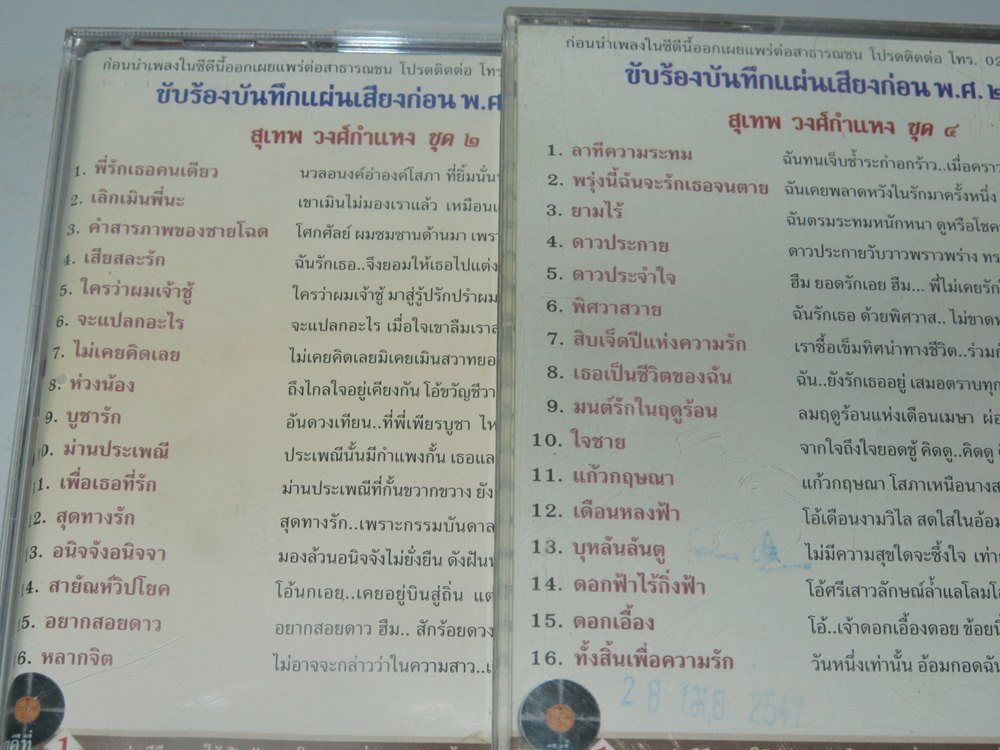 ก่อนนำเพลงในซีดีนี้ออกเผยแพร่ต่อสาธารณชน โปรดติดต่อ โทร
ขับร้องบันทึกแผ่นเสียงก่อน พ.ศ
สุเทพ วงศ์กำแหง ชุด ๒
1. พี่รักเธอคนเดียว นวลอนงค์อ่าองค์โสภา ที่ยิ้มนั่น
2. เลิกเมินพี่นะ เขาเมินไม่มองเราแล้ว เหมือน
3. คำสารภาพของชายโฉด โศกศัลย์ ผมซมซานด้านมา เพรา
4. เสียสละรัก ฉันรักเธอ..จึงยอมให้เธอไปแต่ง
5. ใครว่าผมเจ้าชู้ ใครว่าผมเจ้าชู้ มาสู่รู้ปรักปรำผม
6. จะแปลกอะไร จะแปลกอะไร เมื่อใจเขาลืมเรา
7. ไม่เคยคิดเลย ไม่เคยคิดเลยมิเคยเมินสวาทยอ
8. ห่วงน้อง ถึงไกลใจอยู่เคียงกัน โอ้ขวัญชีวา
9. บูชารัก อันดวงเทียน..ที่พี่เพียรบูชา ไห
0. ม่านประเพณี ประเพณีนั้นมีกำแพงกั้น เธอแล
11. เพื่อเธอที่รัก ม่านประเพณีที่กั้นขวากขวาง ยัง
12. สุดทางรัก สุดทางรัก..เพราะกรรมบันดาล
13. อนิจจังอนิจจา มองล้วนอนิจจังไม่ยั่งยืน ดังฝัน
14. สายัณห์วิปโยค โอ้นกเอย..เคยอยู่บินสู่ถิ่น แต
5. อยากสอยดาว อยากสอยดาว ฮืม.. สักร้อยดวง
6. หลากจิต ไม่อาจจะกล่าวว่าในความสาว..
ซีดีที่ 1
ก่อนนำเพลงในซีดีนี้ออกเผยแพร่ต่อสาธารณชน โปรดติดต่อ โทร. 02
ขับร้องบันทึกแผ่นเสียงก่อน พ.ศ. ๒
สุเทพ วงศ์กำแหง ชุด ๔
1. ลาทีความระทม ฉันทนเจ็บช้ำระกำอกร้าว..เมื่อครา
2. พรุ่งนี้ฉันจะรักเธอจนตาย ฉันเคยพลาดหวังในรักมาครั้งหนึ่ง
3. ยามไร้ ฉันตรมระทมหนักหนา ดูหรือโชค
4. ดาวประกาย ดาวประกายวับวาวพราวพร่าง ทร
5. ดาวประจำใจ ฮืม ยอดรักเอย ฮืม... พี่ไม่เคยรัก
6. พิศวาสวาย ฉันรักเธอ ด้วยพิศวาส.. ไม่ขาด
7. สิบเจ็ดปีแห่งความรัก เราซื้อเข็มทิศนำทางชีวิต..ร่วม
8. เธอเป็นชีวิตของฉัน ฉัน..ยังรักเธออยู่ เสมอตราบทุก
9. มนต์รักในฤดูร้อน ลมฤดูร้อนแห่งเดือนเมษา ผ่อ
10. ใจชาย จากใจถึงใจยอดชู้ คิดดู..คิดดู
11. แก้วกฤษณา แก้วกฤษณา โสภาเหนือนาง
12. เดือนหลงฟ้า โอ้เดือนงามวิไล สดใสในอ้อม
13. บุหลันลันตู ไม่มีความสุขใดจะซึ้งใจ เท่า
14. ดอกฟ้าไร้กิ่งฟ้า โอ้ศรีเสาวลักษณ์ล้ำแลโลม
15. ดอกเอื้อง โอ้..เจ้าดอกเอื้องดอย ช้อย
16. ทั้งสิ้นเพื่อความรัก วันหนึ่งเท่านั้น อ้อมกอดฉัน
2 8 เม.ย. 2547